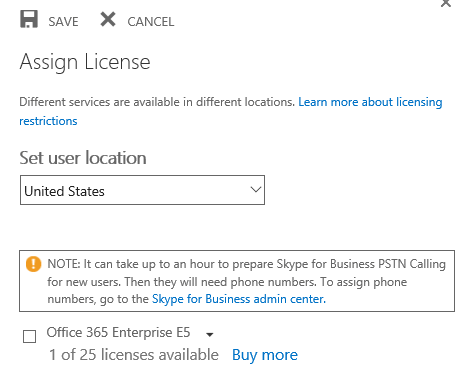 SAVE CANCEL
Assign License
Different services are available in different locations. Learn more about licensing
restrictions
Set user location
United States
NOTE: It can take up to an hour to prepare Skype for Business PSTN Calling
for new users. Then they will need phone numbers. To assign phone
numbers, go to the Skype for Business admin center.
Office 365 Enterprise E5
1 of 25 licenses available Buy more